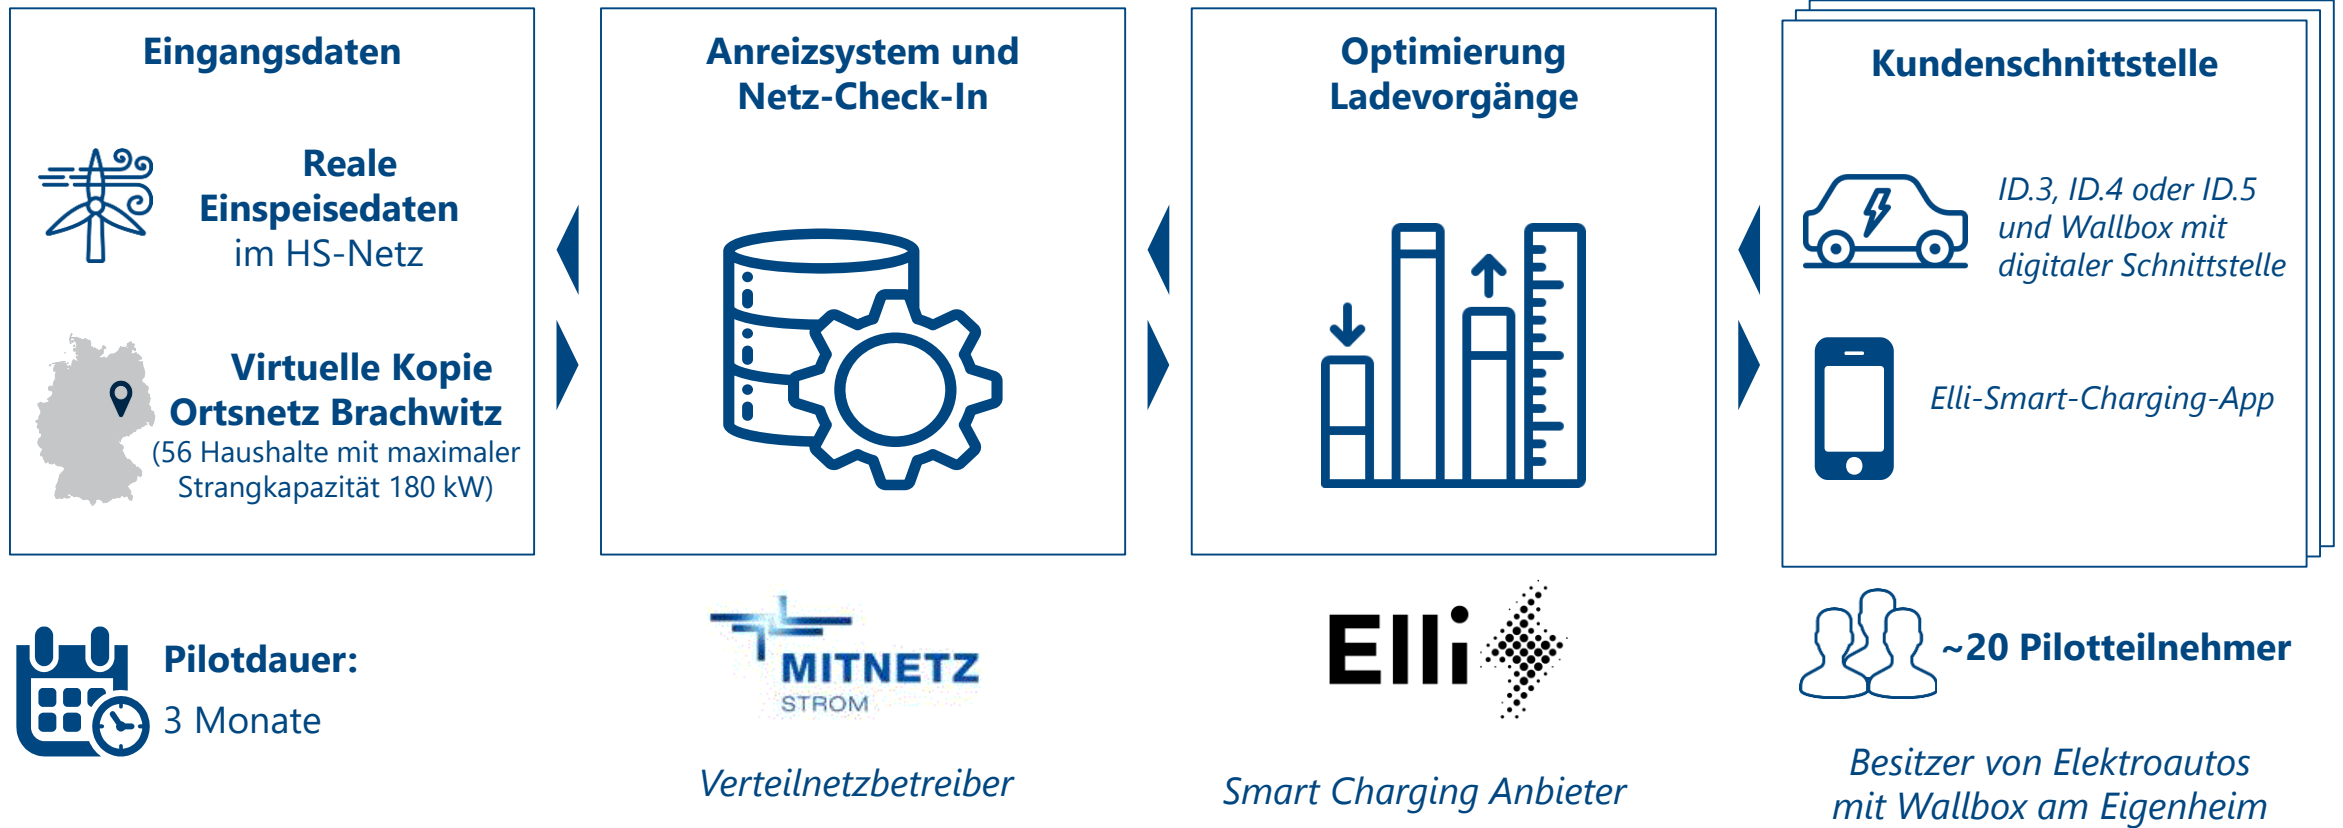 Eingangsdaten
Reale
Einspeisedaten
im HS-Netz
Virtuelle Kopie
Ortsnetz Brachwitz
(56 Haushalte mit maximaler
Strangkapazität 180 kW)
Pilotdauer:
3 Monate
Anreizsystem und
Netz-Check-In
MITNETZ
STROM
Verteilnetzbetreiber
Optimierung
Ladevorgänge
Elli
Smart Charging Anbieter
Kundenschnittstelle
ID.3, ID.4 oder ID.5
und Wallbox mit
digitaler Schnittstelle
Elli-Smart-Charging-App
~20 Pilotteilnehmer
Besitzer von Elektroautos
mit Wallbox am Eigenheim